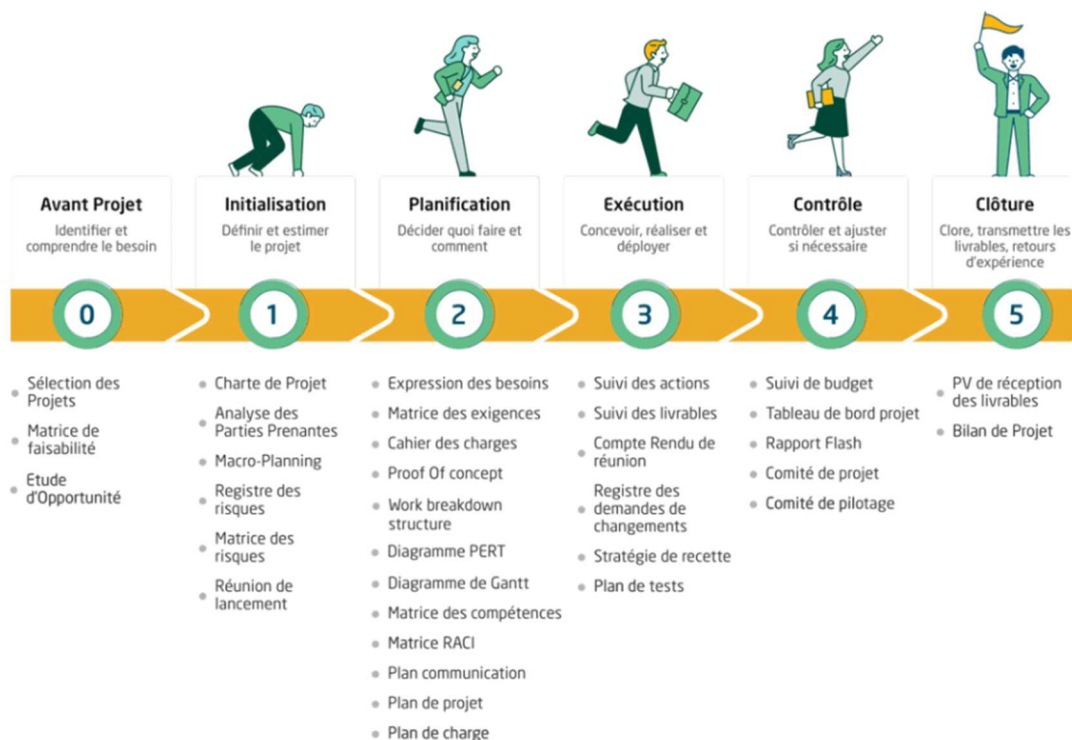 Avant Projet
Identifier et
comprendre le besoin
Initialisation
Définir et estimer
le projet
Planification
Décider quoi faire et
comment
Exécution
Concevoir, réaliser et
déployer
Contrôle
Contrôler et ajuster
si nécessaire
Clôture
Clore, transmettre les
livrables, retours
d'expérience
0
1
2
3
4
5
Sélection des
Projets
Matrice de
faisabilité
Etude
d'Opportunité
Charte de Projet
Analyse des
Parties Prenantes
Macro-Planning
Registre des
risques
Matrice des
risques
Réunion de
lancement
Expression des besoins
Matrice des exigences
Cahier des charges
Proof Of concept
Work breakdown
structure
Diagramme PERT
Diagramme de Gantt
Matrice des compétences
Matrice RACI
Plan communication
Plan de projet
Plan de charge
Suivi des actions
Suivi des livrables
Compte Rendu de
réunion
Registre des
demandes de
changements
Stratégie de recette
Plan de tests
Suivi de budget
Tableau de bord projet
Rapport Flash
Comité de projet
Comité de pilotage
PV de réception
des livrables
Bilan de Projet